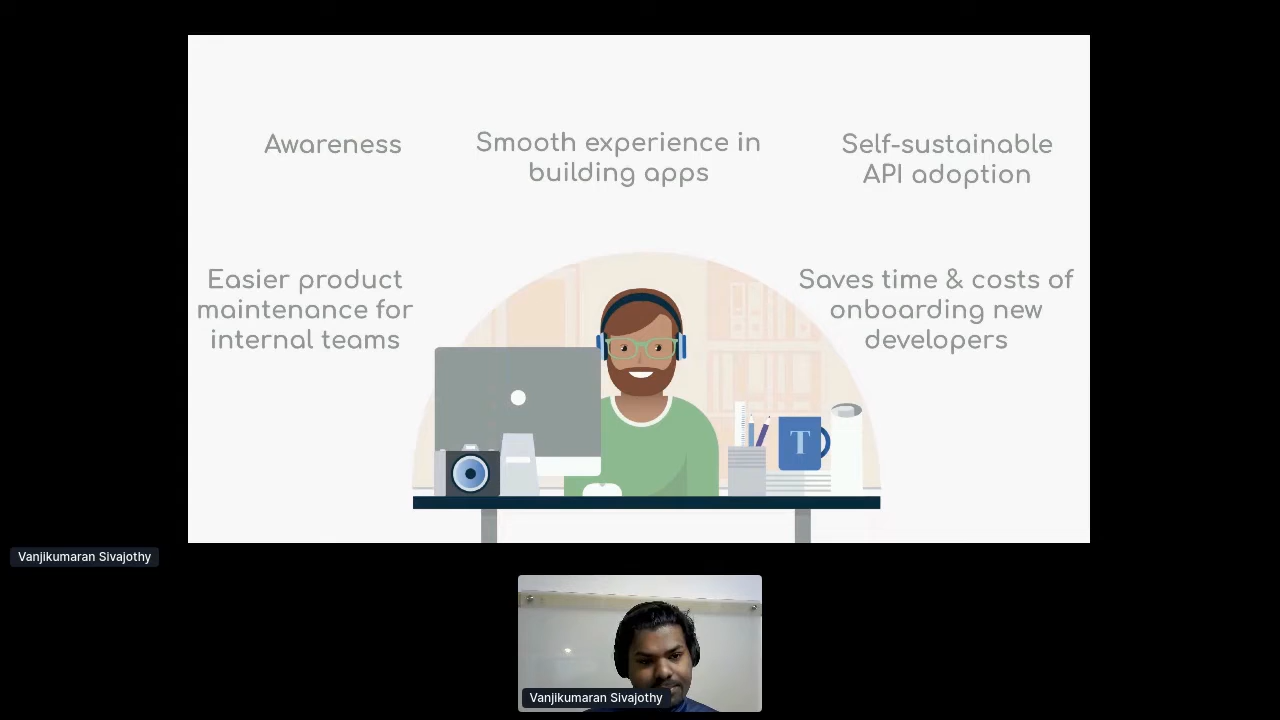 Awareness
Smooth experience in
building apps
Self-sustainable
API adoption
Easier product
maintenance for
internal teams
Saves time & costs of
onboarding new
developers
T
Vanjikumaran Sivajothy
Vanjikumaran Sivajothy